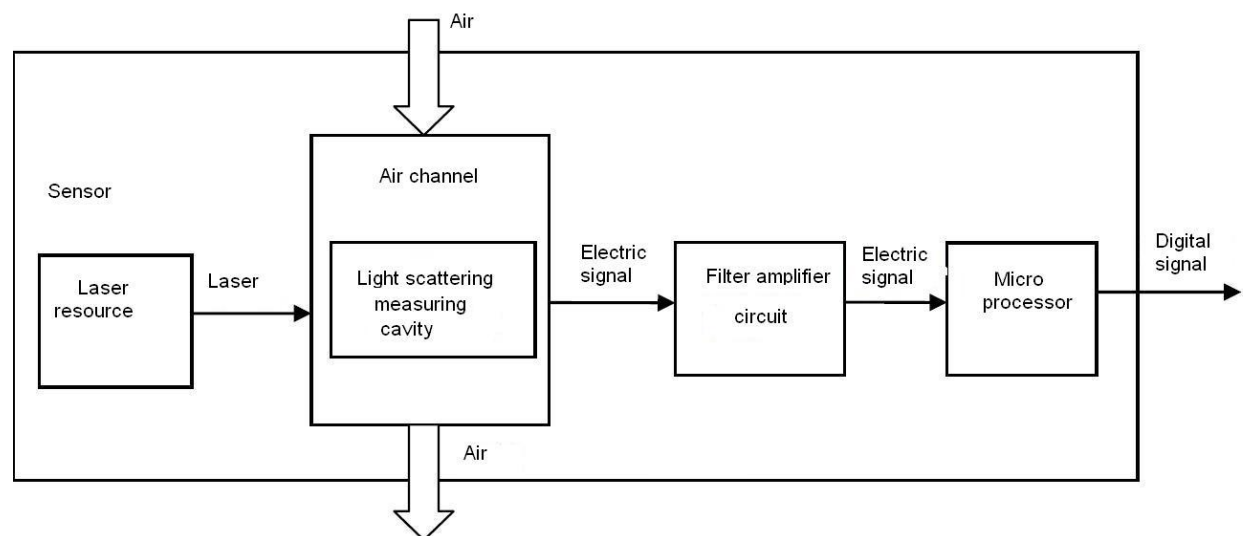 Air
Sensor
Air channel
Laser
resource
Laser
Light scattering
measuring
cavity
Electric
signal
Filter amplifier
circuit
Electric
signal
Micro
processor
Digital
signal
Air